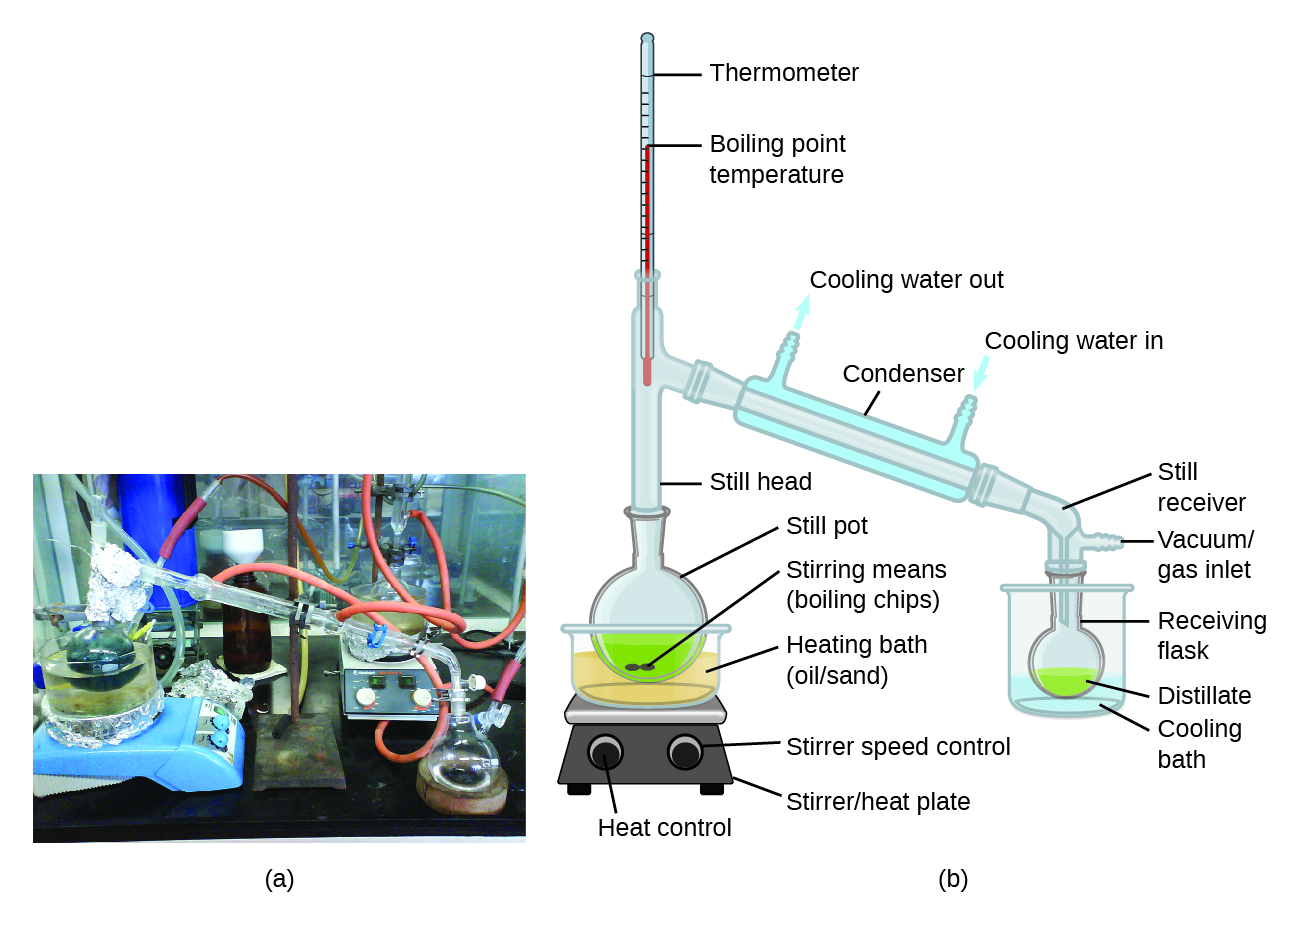 Thermometer
Boiling point
temperature
Cooling water out
Cooling water in
Condenser
Still head
Still
receiver
Still pot
Vacuum/
gas inlet
Stirring means
(boiling chips)
Receiving
flask
Heating bath
(oil/sand)
Distillate
Cooling
bath
Stirrer speed control
Stirrer/heat plate
Heat control
(a)
(b)